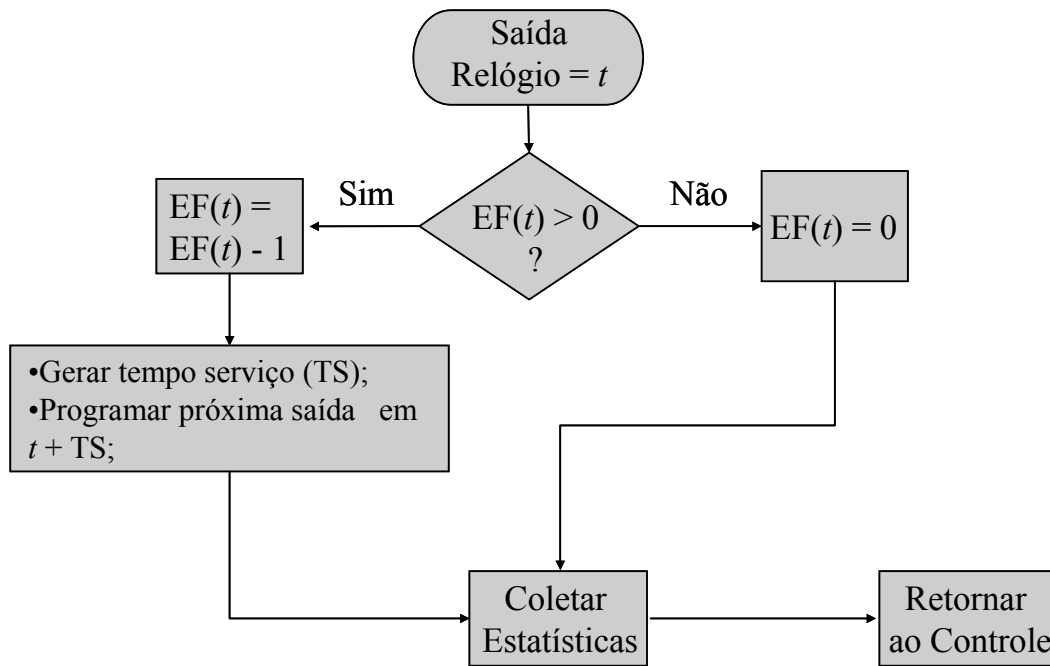 Saída
Relógio = t
Sim
Não
EF(t) =
EF(t) - 1
EF(t) > 0
?
EF(t) = 0
•Gerar tempo serviço (TS);
•Programar próxima saída em
t + TS;
Coletar
Estatísticas
Retornar
ao Controle